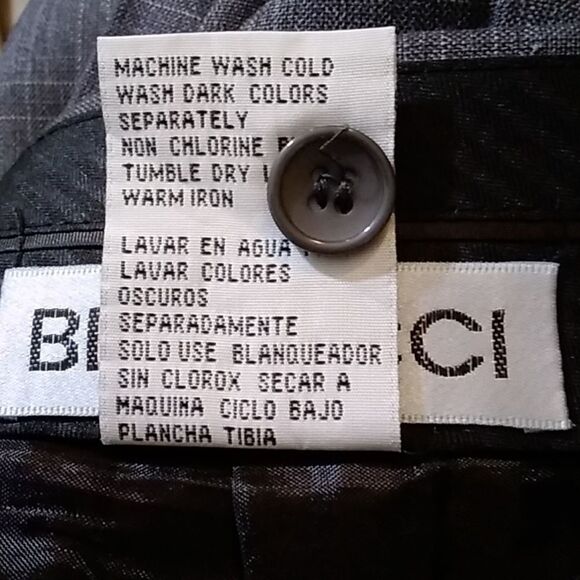 MACHINE WASH COLD
WASH DARK COLORS
SEPARATELY
NON CHLORINE
TUMBLE DRY
WARM IRON
LAVAR EN AGUA
LAVAR COLORES
OSCUROS
SEPARADAMENTE
SOLO USE BLANQUEADOR
SIN CLOROX SECAR A
MAQUINA CICLO BAJO
PLANCHA TIBIA